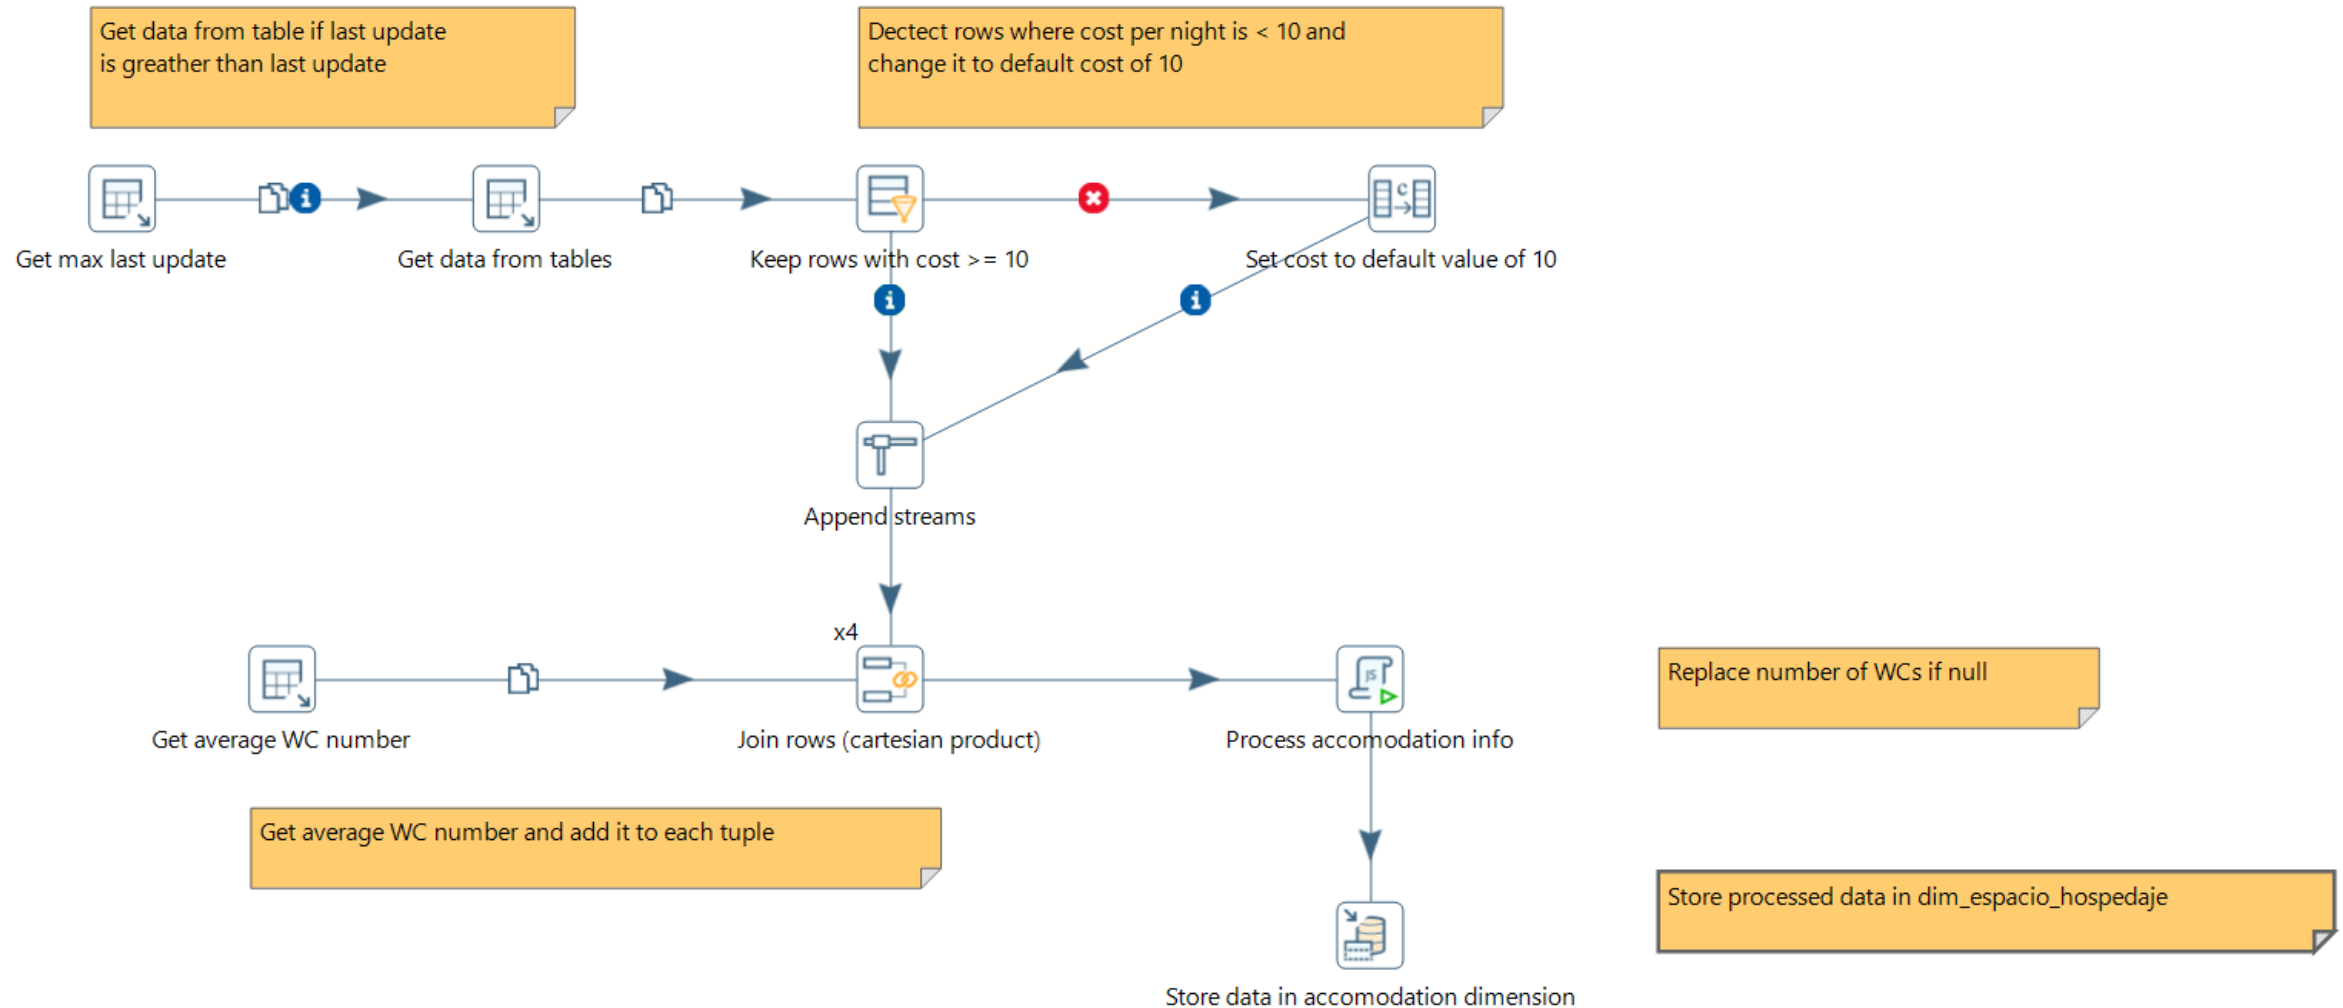 Get data from table if last update
is greather than last update
Dectect rows where cost per night is < 10 and
change it to default cost of 10
Get max last update
Get data from tables
Keep rows with cost >= 10
Set cost to default value of 10
Append streams
x4
Get average WC number
Join rows (cartesian product)
Process accomodation info
Replace number of WCs if null
Get average WC number and add it to each tuple
Store processed data in dim_espacio_hospedaje
Store data in accomodation dimension